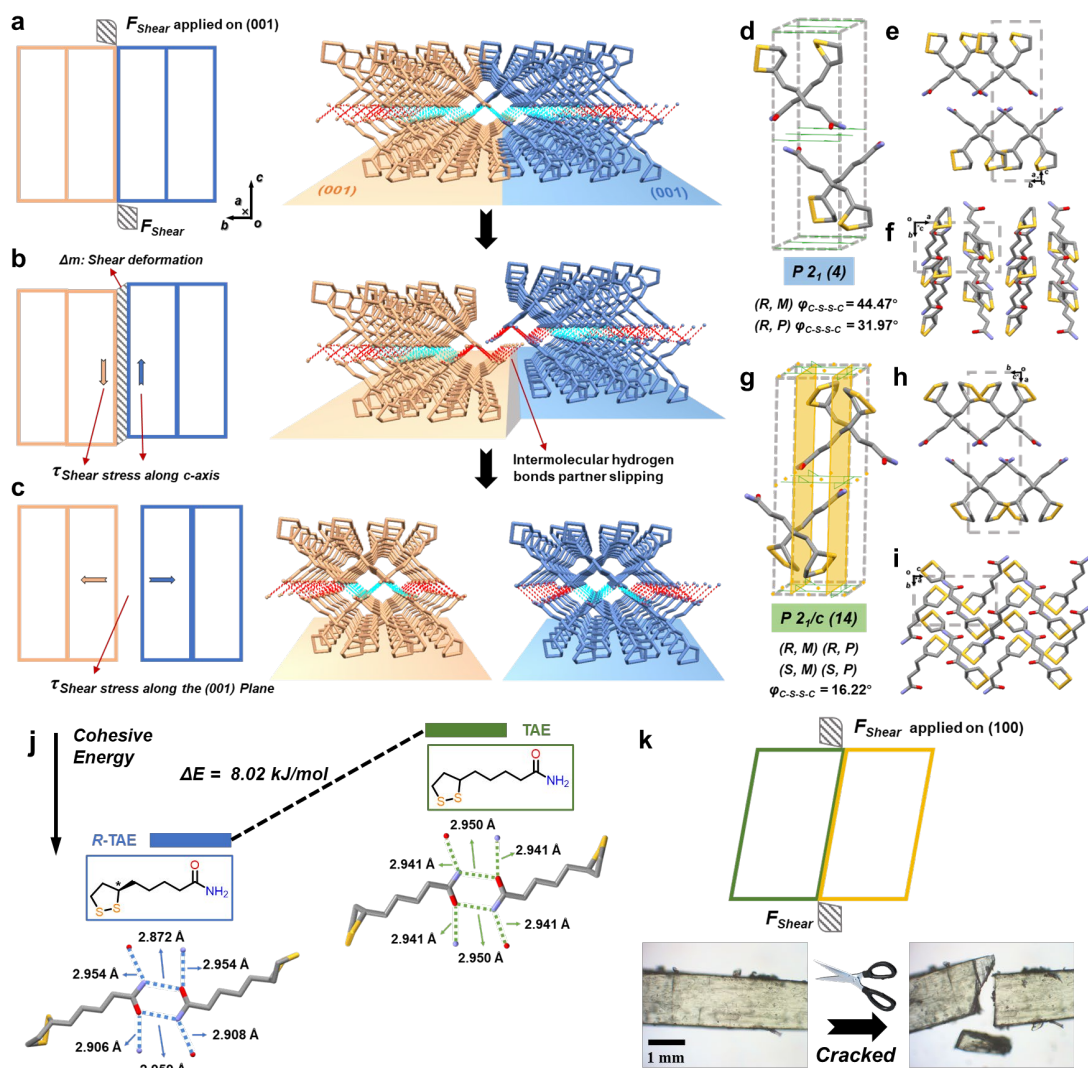 a
F Shear applied on (001)
F Shear
c
a
b
o
(001)
(001)
b
Δm: Shear deformation
τ Shear stress along c-axis
Intermolecular hydrogen
bonds partner slipping
c
τ Shear stress along the (001) Plane
d
P 2₁ (4)
(R, M) φC-S-S-C = 44.47°
(R, P) φC-S-S-C = 31.97°
e
a c
b o
f
o a
c
b
g
P 2₁/c (14)
(R, M) (R, P)
(S, M) (S, P)
φC-S-S-C = 16.22°
h
b o
c
a
i
o c
a
b
j
Cohesive
Energy
ΔE = 8.02 kJ/mol
TAE
O
NH₂
S-S
R-TAE
*
O
NH₂
S-S
2.950 Å
2.941 Å
2.941 Å
2.941 Å
2.941 Å
2.950 Å
2.872 Å
2.954 Å
2.954 Å
2.906 Å
2.908 Å
k
F Shear applied on (100)
F Shear
1 mm
Cracked